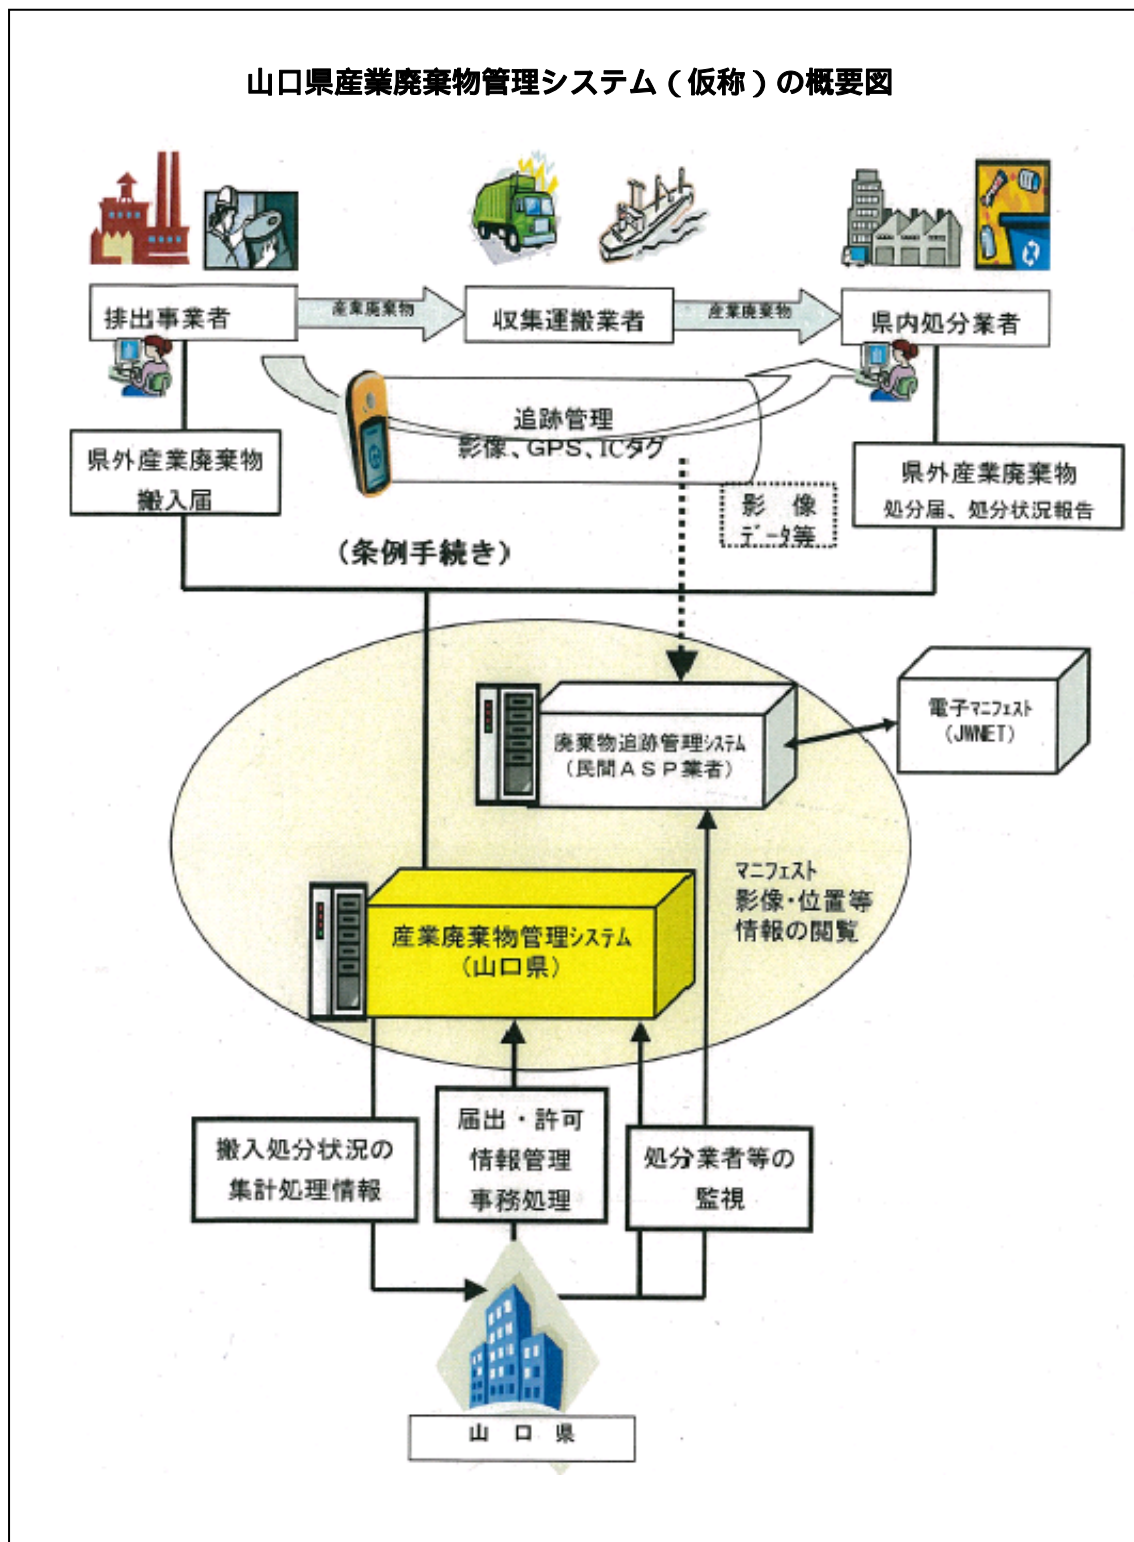 山口県産業廃棄物管理システム（仮称）の概要図
排出事業者
産業廃棄物
収集運搬業者
産業廃棄物
県内処分業者
追跡管理
影像、GPS、ICタグ
県外産業廃棄物
搬入届
県外産業廃棄物
処分届、処分状況報告
影　像
ﾃﾞｰﾀ等
（条例手続き）
廃棄物追跡管理ｼｽﾃﾑ
（民間ＡＳＰ業者）
電子ﾏﾆﾌｪｽﾄ
（JWNET）
ﾏﾆﾌｪｽﾄ
影像・位置等
情報の閲覧
産業廃棄物管理ｼｽﾃﾑ
（山口県）
搬入処分状況の
集計処理情報
届出・許可
情報管理
事務処理
処分業者等の
監視
山　口　県